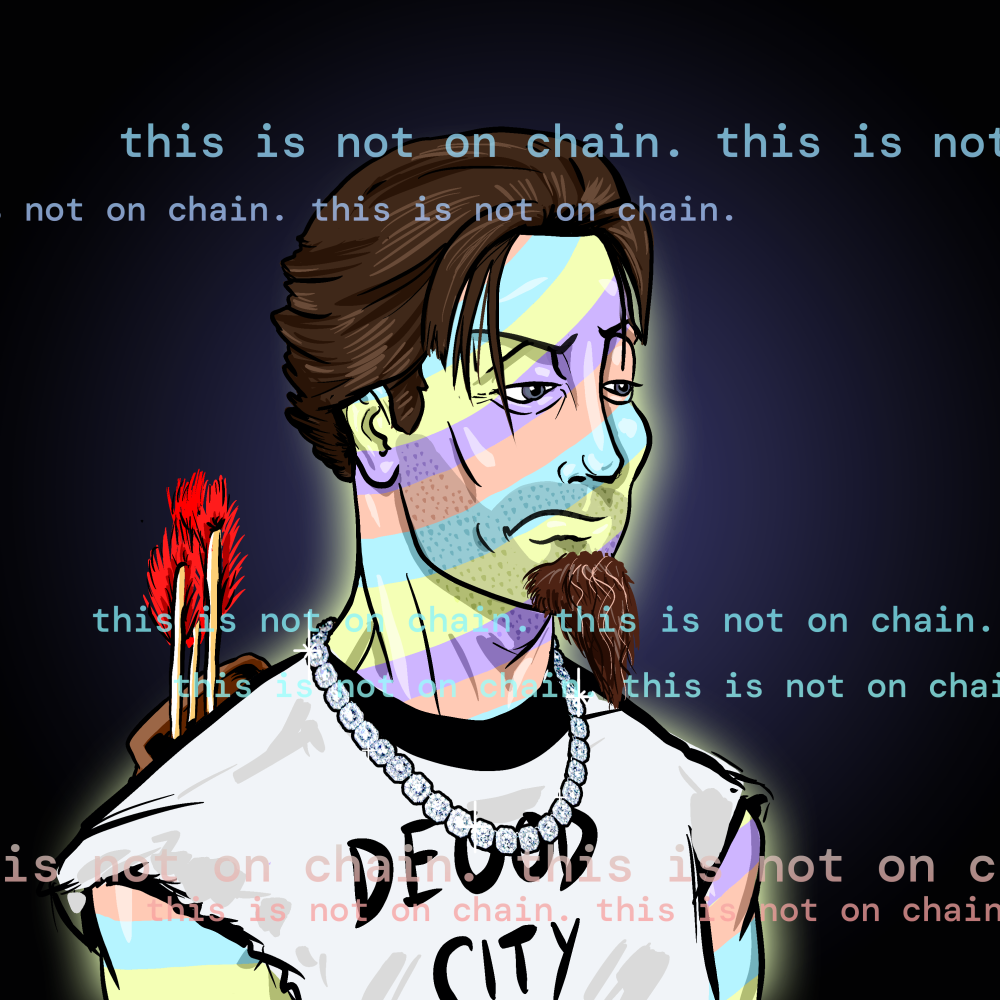 this is not on chain. this is not
not on chain. this is not on chain.
this is not on chain. this is not on chain.
this is not on chain. this is not on chai
is not on chain. this is not on c
DEGOD
this is not on chain. this is not on chain
CITY